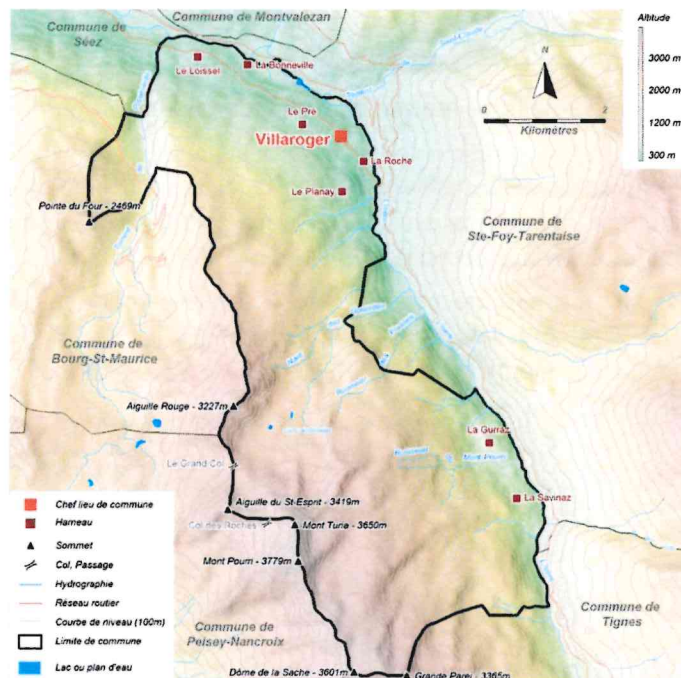 Commune de Montvalezan
Commune de
Séez
Altitude
3000 m
2000 m
1200 m
300 m
N
0
2
Kilomètres
Le Loissel
La Bonneville
Le Pré
Villaroger
La Roche
Le Planay
Pointe du Four - 2469m
Commune de
Ste-Foy-Tarentaise
Commune de
Bourg-St-Maurice
Aiguille Rouge - 3227m
La Gurraz
Le Grand Col
La Savinaz
Aiguille du St-Esprit - 3419m
Col des Roches
Mont Turia - 3650m
Mont Pourri - 3779m
Commune de
Peisey-Nancroix
Commune de
Tignes
Dôme de la Sache - 3601m
Grande Parei - 3365m
Chef lieu de commune
Hameau
Sommet
Col, Passage
Hydrographie
Réseau routier
Courbe de niveau (100m)
Limite de commune
Lac ou plan d'eau